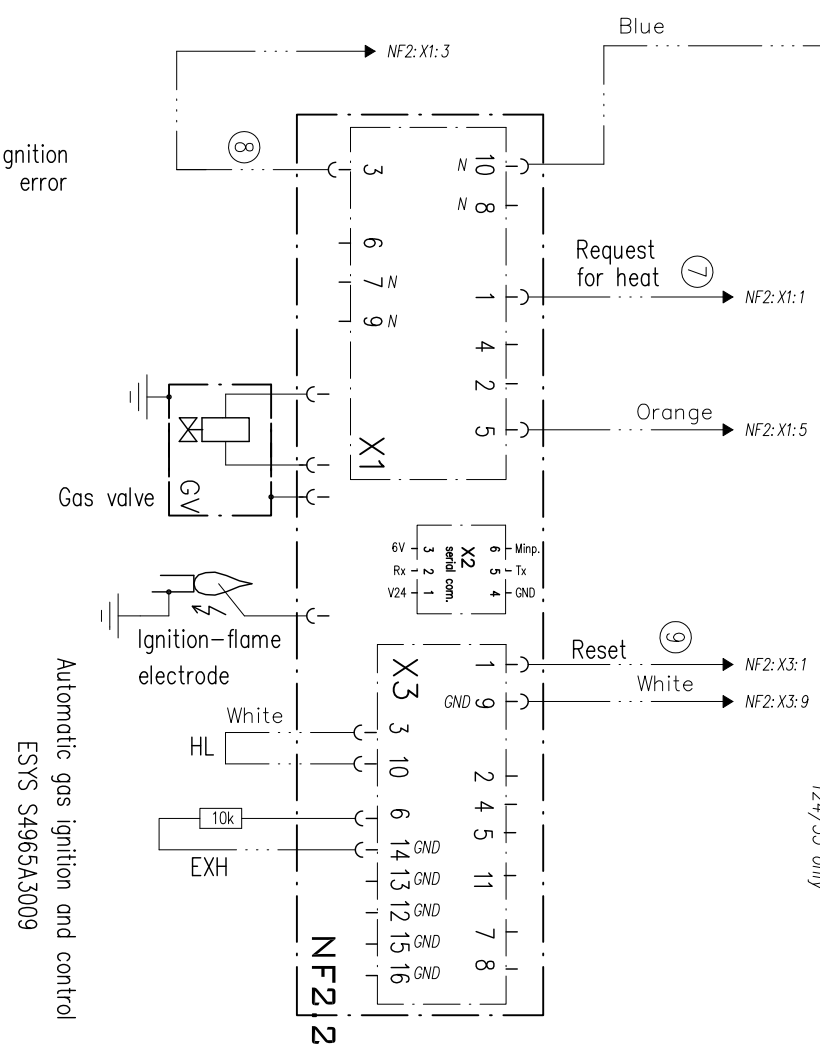 Blue
NF2:X1:3
gnition
error
8
3
N 10
N 8
6
7 N
9 N
Request
for heat
7
1
NF2:X1:1
4
2
Orange
5
NF2:X1:5
X1
Gas valve
GV
X2
serial com.
6V 3
Rx 2
V24 1
6 Minp.
5 Tx
4 GND
Ignition-flame
electrode
X3
Reset
9
1
NF2:X3:1
White
GND 9
NF2:X3:9
White
HL
3
10
2
4
5
10k
EXH
6
14 GND
13 GND
12 GND
15 GND
16 GND
11
7
8
NF2.2
Automatic gas ignition and control
ESYS S4965A3009